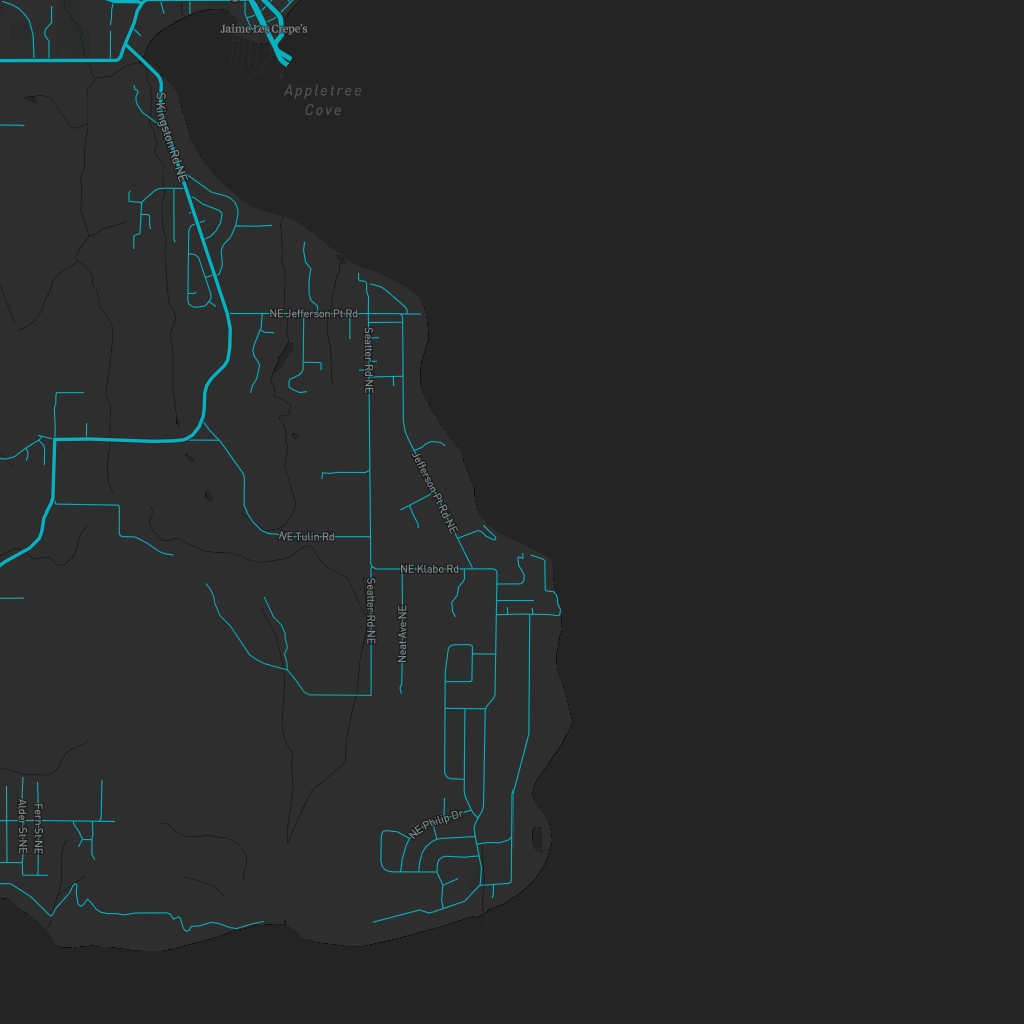 Jaime Les Crepe's
Appletree
Cove
S Kingston Rd NE
NE Jefferson Pt Rd
Seatter Rd NE
Jefferson Pt Rd NE
NE Tulin Rd
NE Klabo Rd
Seatter Rd NE
Neat Ave NE
Alder St NE
Fern St NE
NE Philip Dr